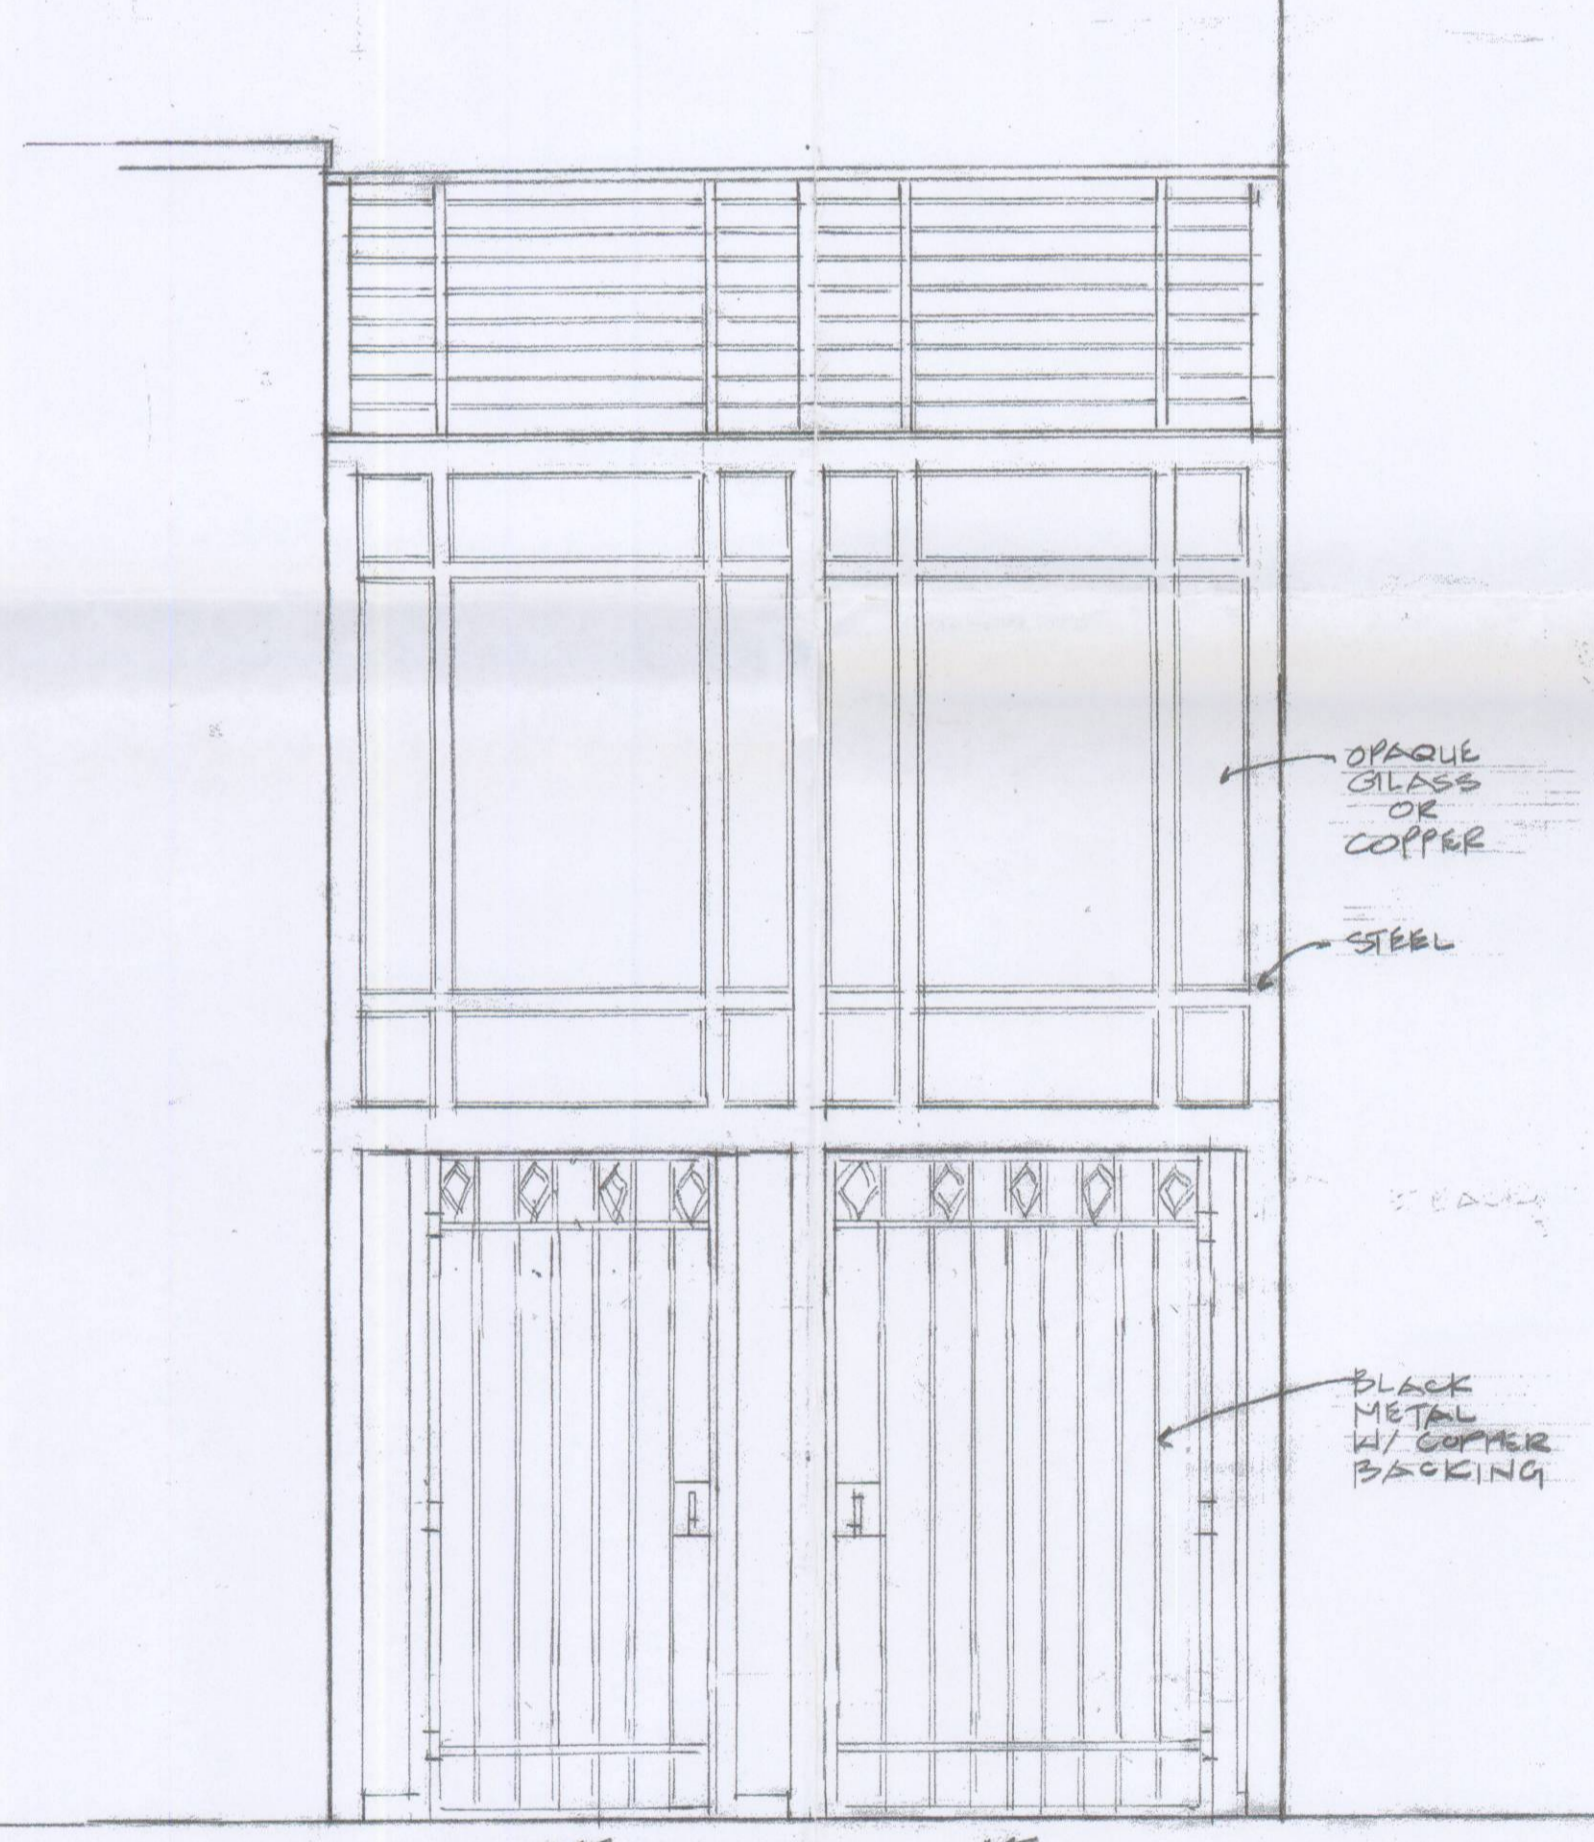 OPAQUE
GLASS
OR
COPPER
STEEL
BLACK
METAL
W/ COPPER
BACKING